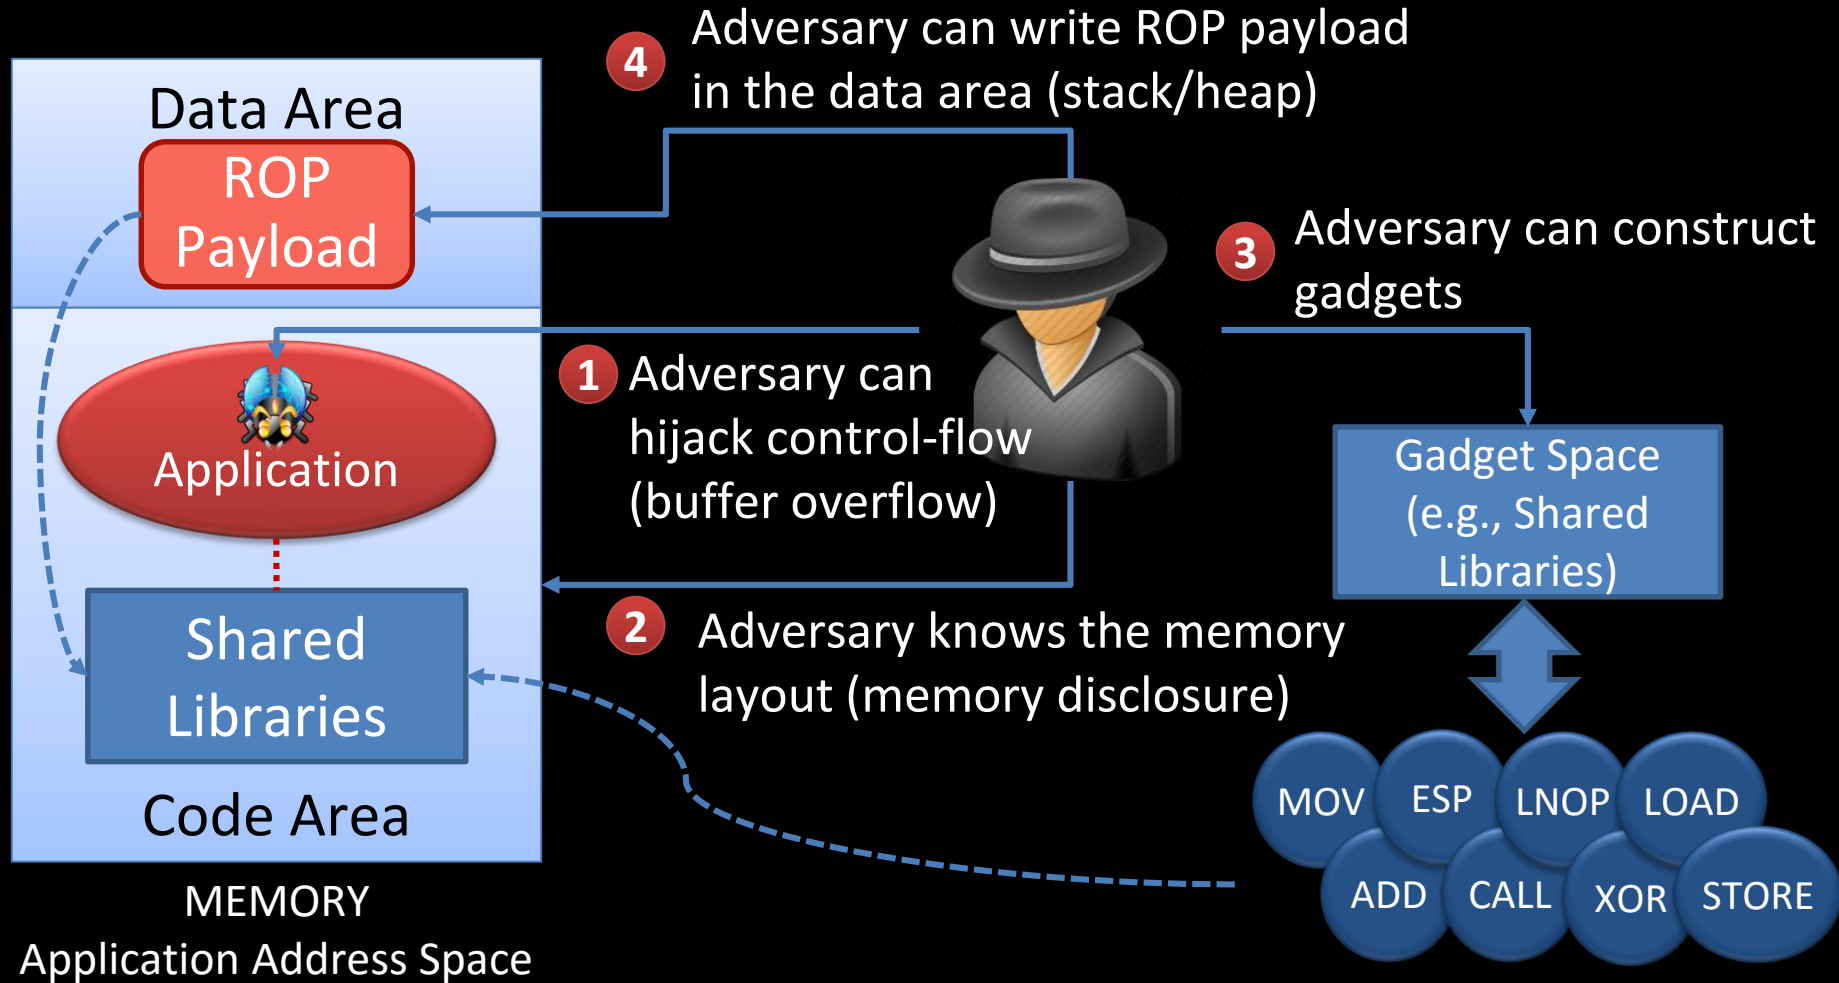 4
Adversary can write ROP payload
in the data area (stack/heap)
Data Area
ROP
Payload
3
Adversary can construct
gadgets
1
Adversary can
hijack control-flow
(buffer overflow)
Application
Gadget Space
(e.g., Shared
Libraries)
2
Adversary knows the memory
layout (memory disclosure)
Shared
Libraries
Code Area
MOV ESP LNOP LOAD
ADD CALL XOR STORE
MEMORY
Application Address Space